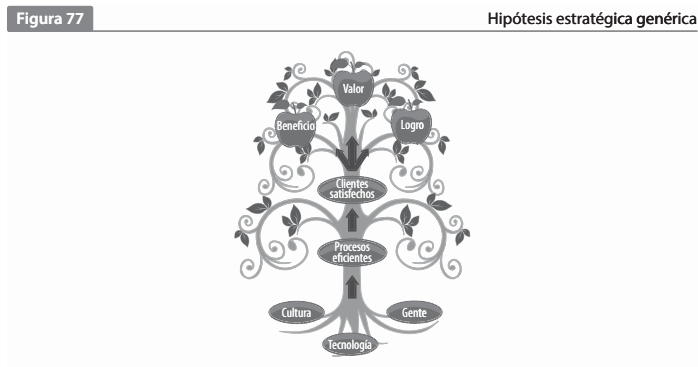 Figura 77
Hipótesis estratégica genérica
Valor
Beneficio
Logro
Clientes
satisfechos
Procesos
eficientes
Cultura
Gente
Tecnología